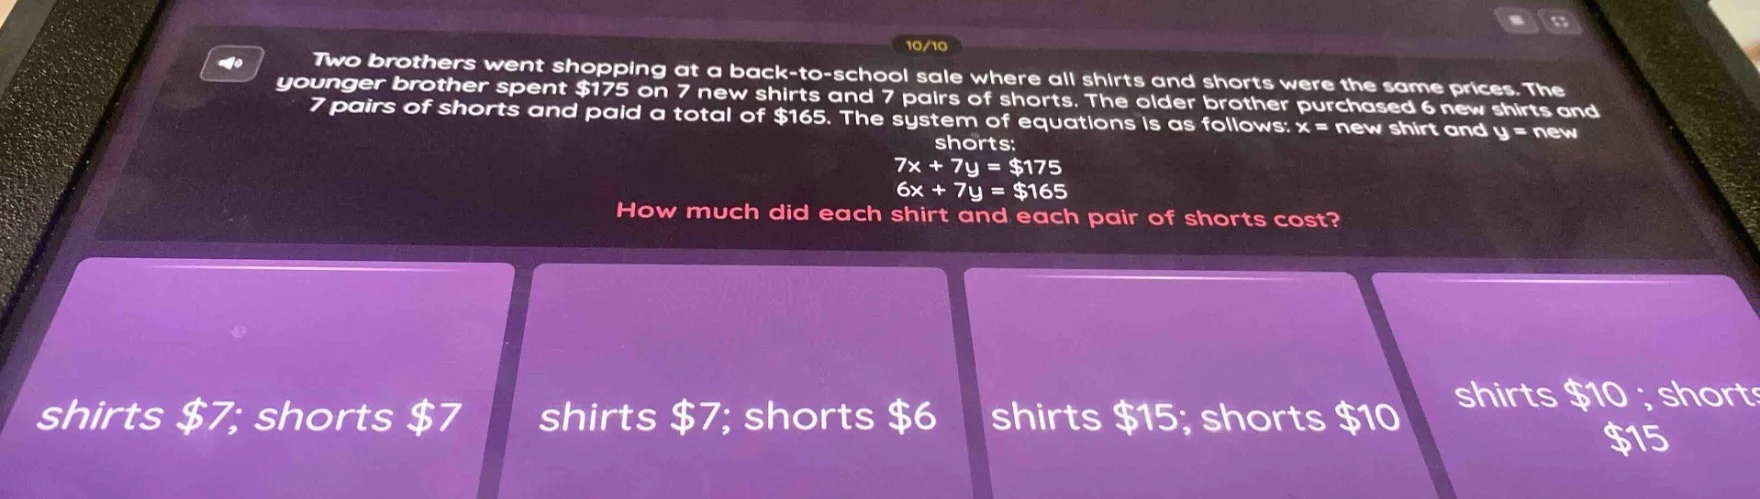 10/10
Two brothers went shopping at a back-to-school sale where all shirts and shorts were the same prices. The
younger brother spent $175 on 7 new shirts and 7 pairs of shorts. The older brother purchased 6 new shirts and
7 pairs of shorts and paid a total of $165. The system of equations is as follows: x = new shirt and y = new
shorts:
7x + 7y = $175
6x + 7y = $165
How much did each shirt and each pair of shorts cost?
shirts $7; shorts $7
shirts $7; shorts $6
shirts $15; shorts $10
shirts $10 ; shorts
$15